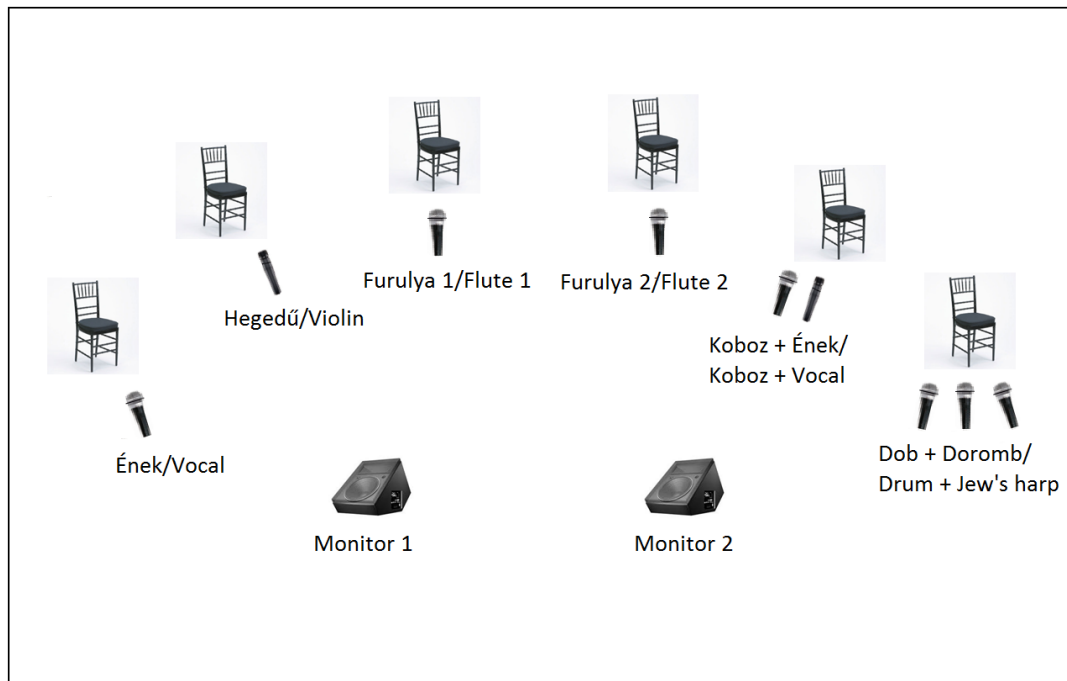 Furulya 1/Flute 1
Furulya 2/Flute 2
Hegedű/Violin
Koboz + Ének/
Koboz + Vocal
Ének/Vocal
Dob + Doromb/
Drum + Jew's harp
Monitor 1
Monitor 2